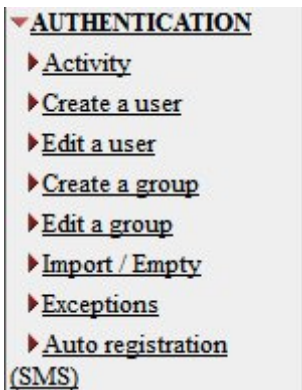 AUTHENTICATION
Activity
Create a user
Edit a user
Create a group
Edit a group
Import / Empty
Exceptions
Auto registration
(SMS)